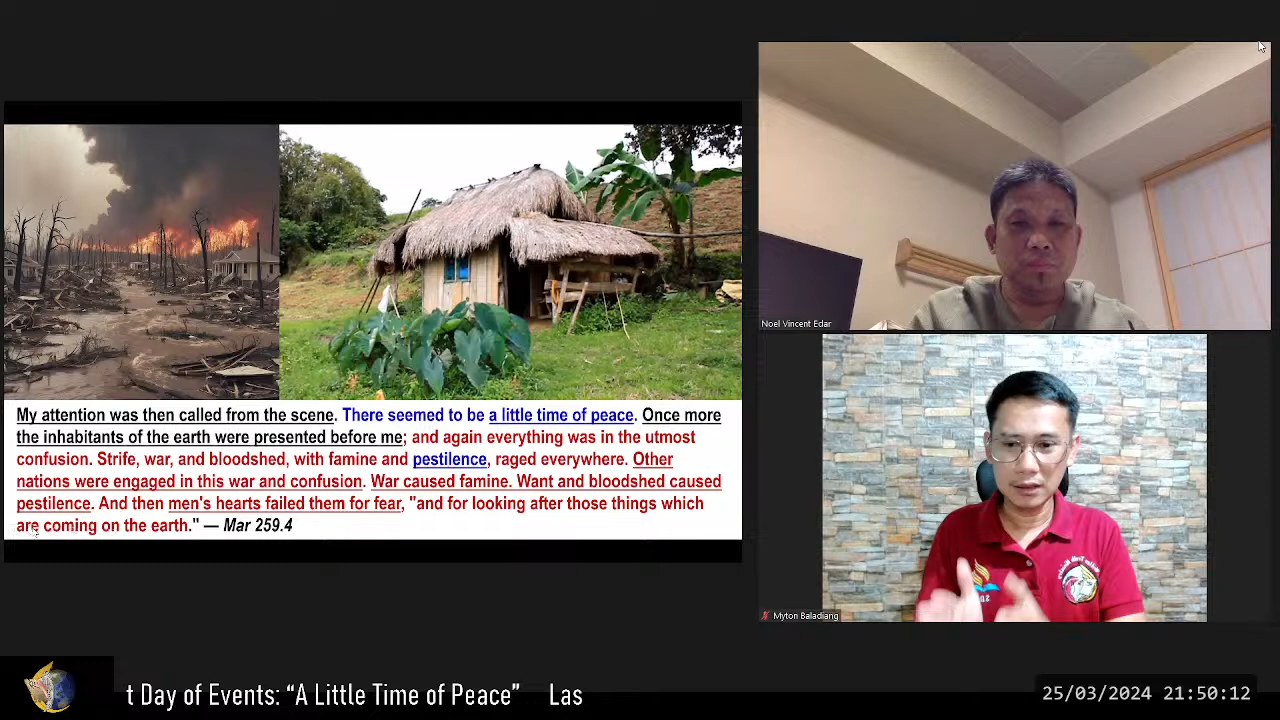 My attention was then called from the scene. There seemed to be a little time of peace. Once more
the inhabitants of the earth were presented before me; and again everything was in the utmost
confusion. Strife, war, and bloodshed, with famine and pestilence, raged everywhere. Other
nations were engaged in this war and confusion. War caused famine. Want and bloodshed caused
pestilence. And then men's hearts failed them for fear, "and for looking after those things which
are coming on the earth." — Mar 259.4
Noel Vincent Edar
Myton Baladiang
t Day of Events: “A Little Time of Peace” Las
25/03/2024 21:50:12